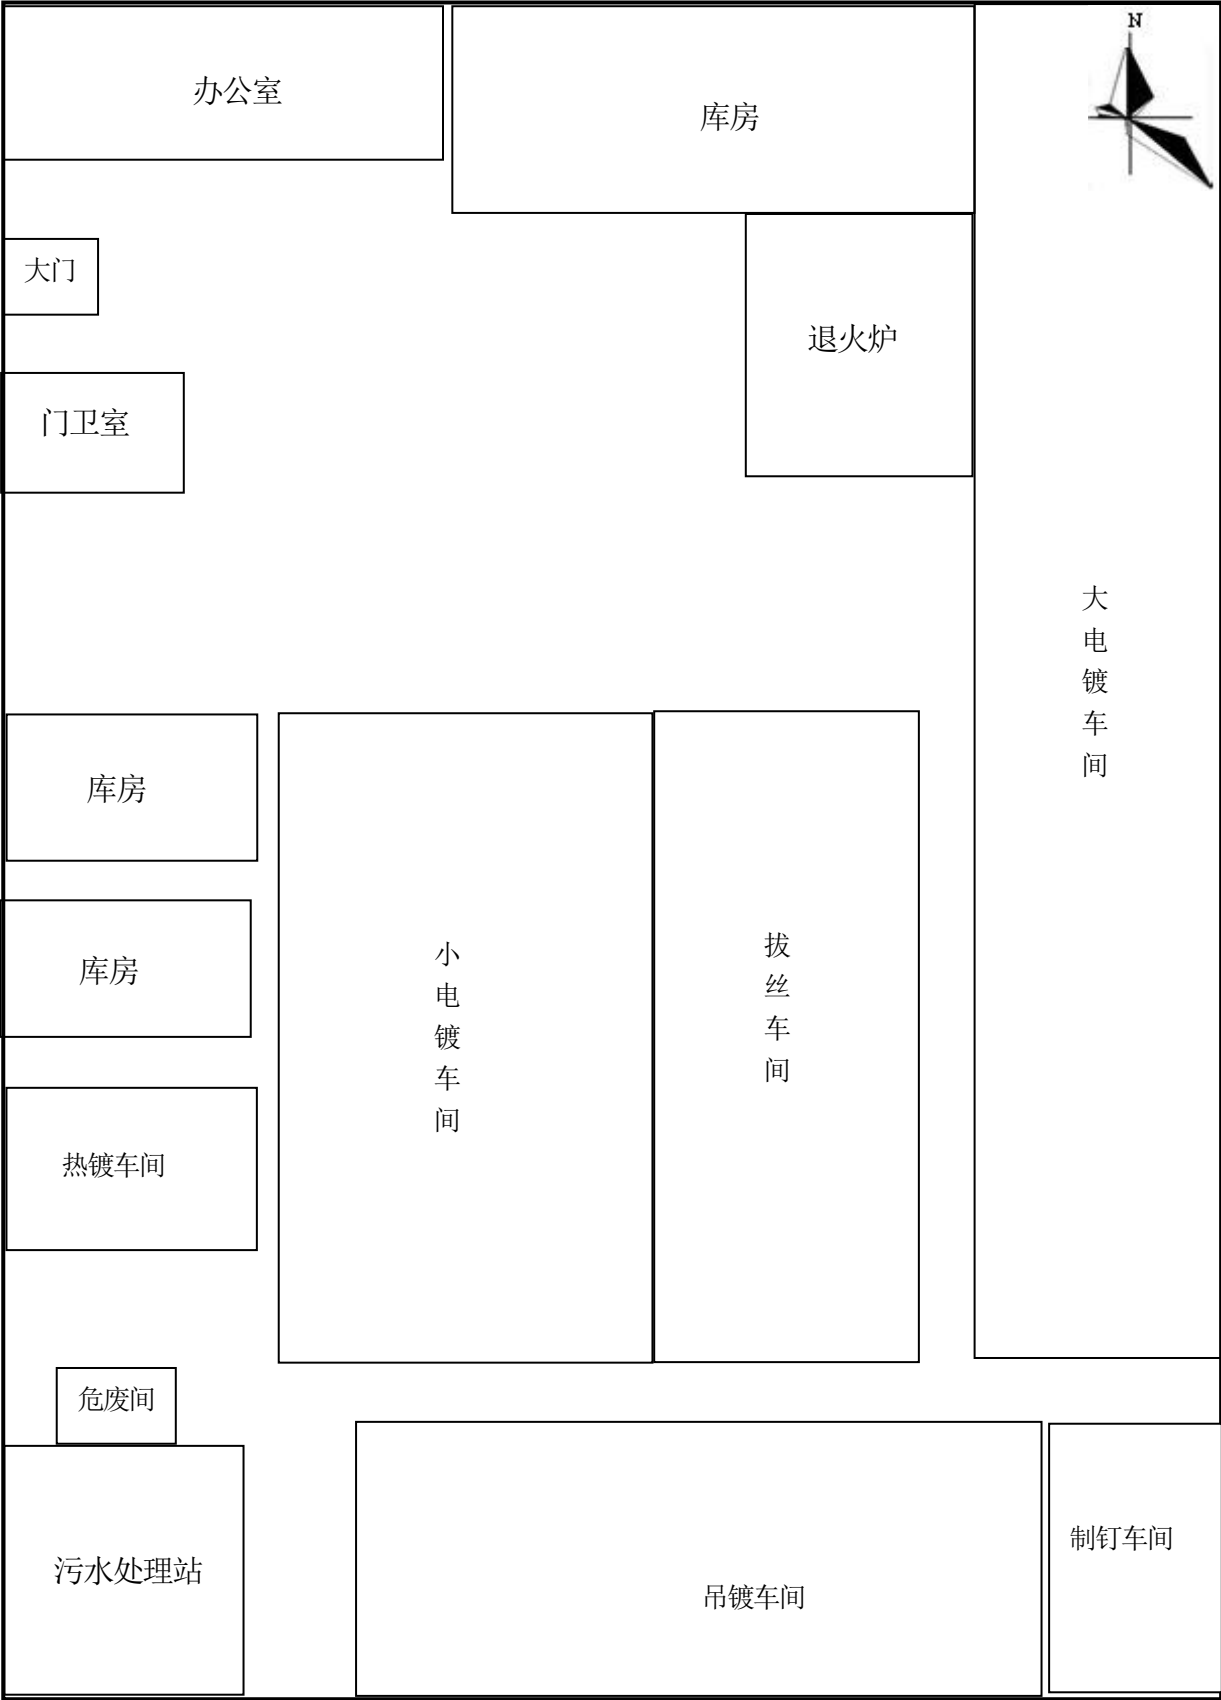 N
办公室
库房
大门
退火炉
门卫室
大电镀车间
库房
小电镀车间
拔丝车间
库房
热镀车间
危废间
污水处理站
吊镀车间
制钉车间